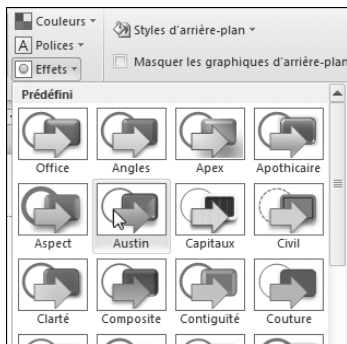 Couleurs
Styles d'arrière-plan
A Polices
Effets
Masquer les graphiques d'arrière-plan
Prédéfini
Office Angles Apex Apothicaire
Aspect Austin Capitaux Civil
Clarté Composite Contiguïté Couture